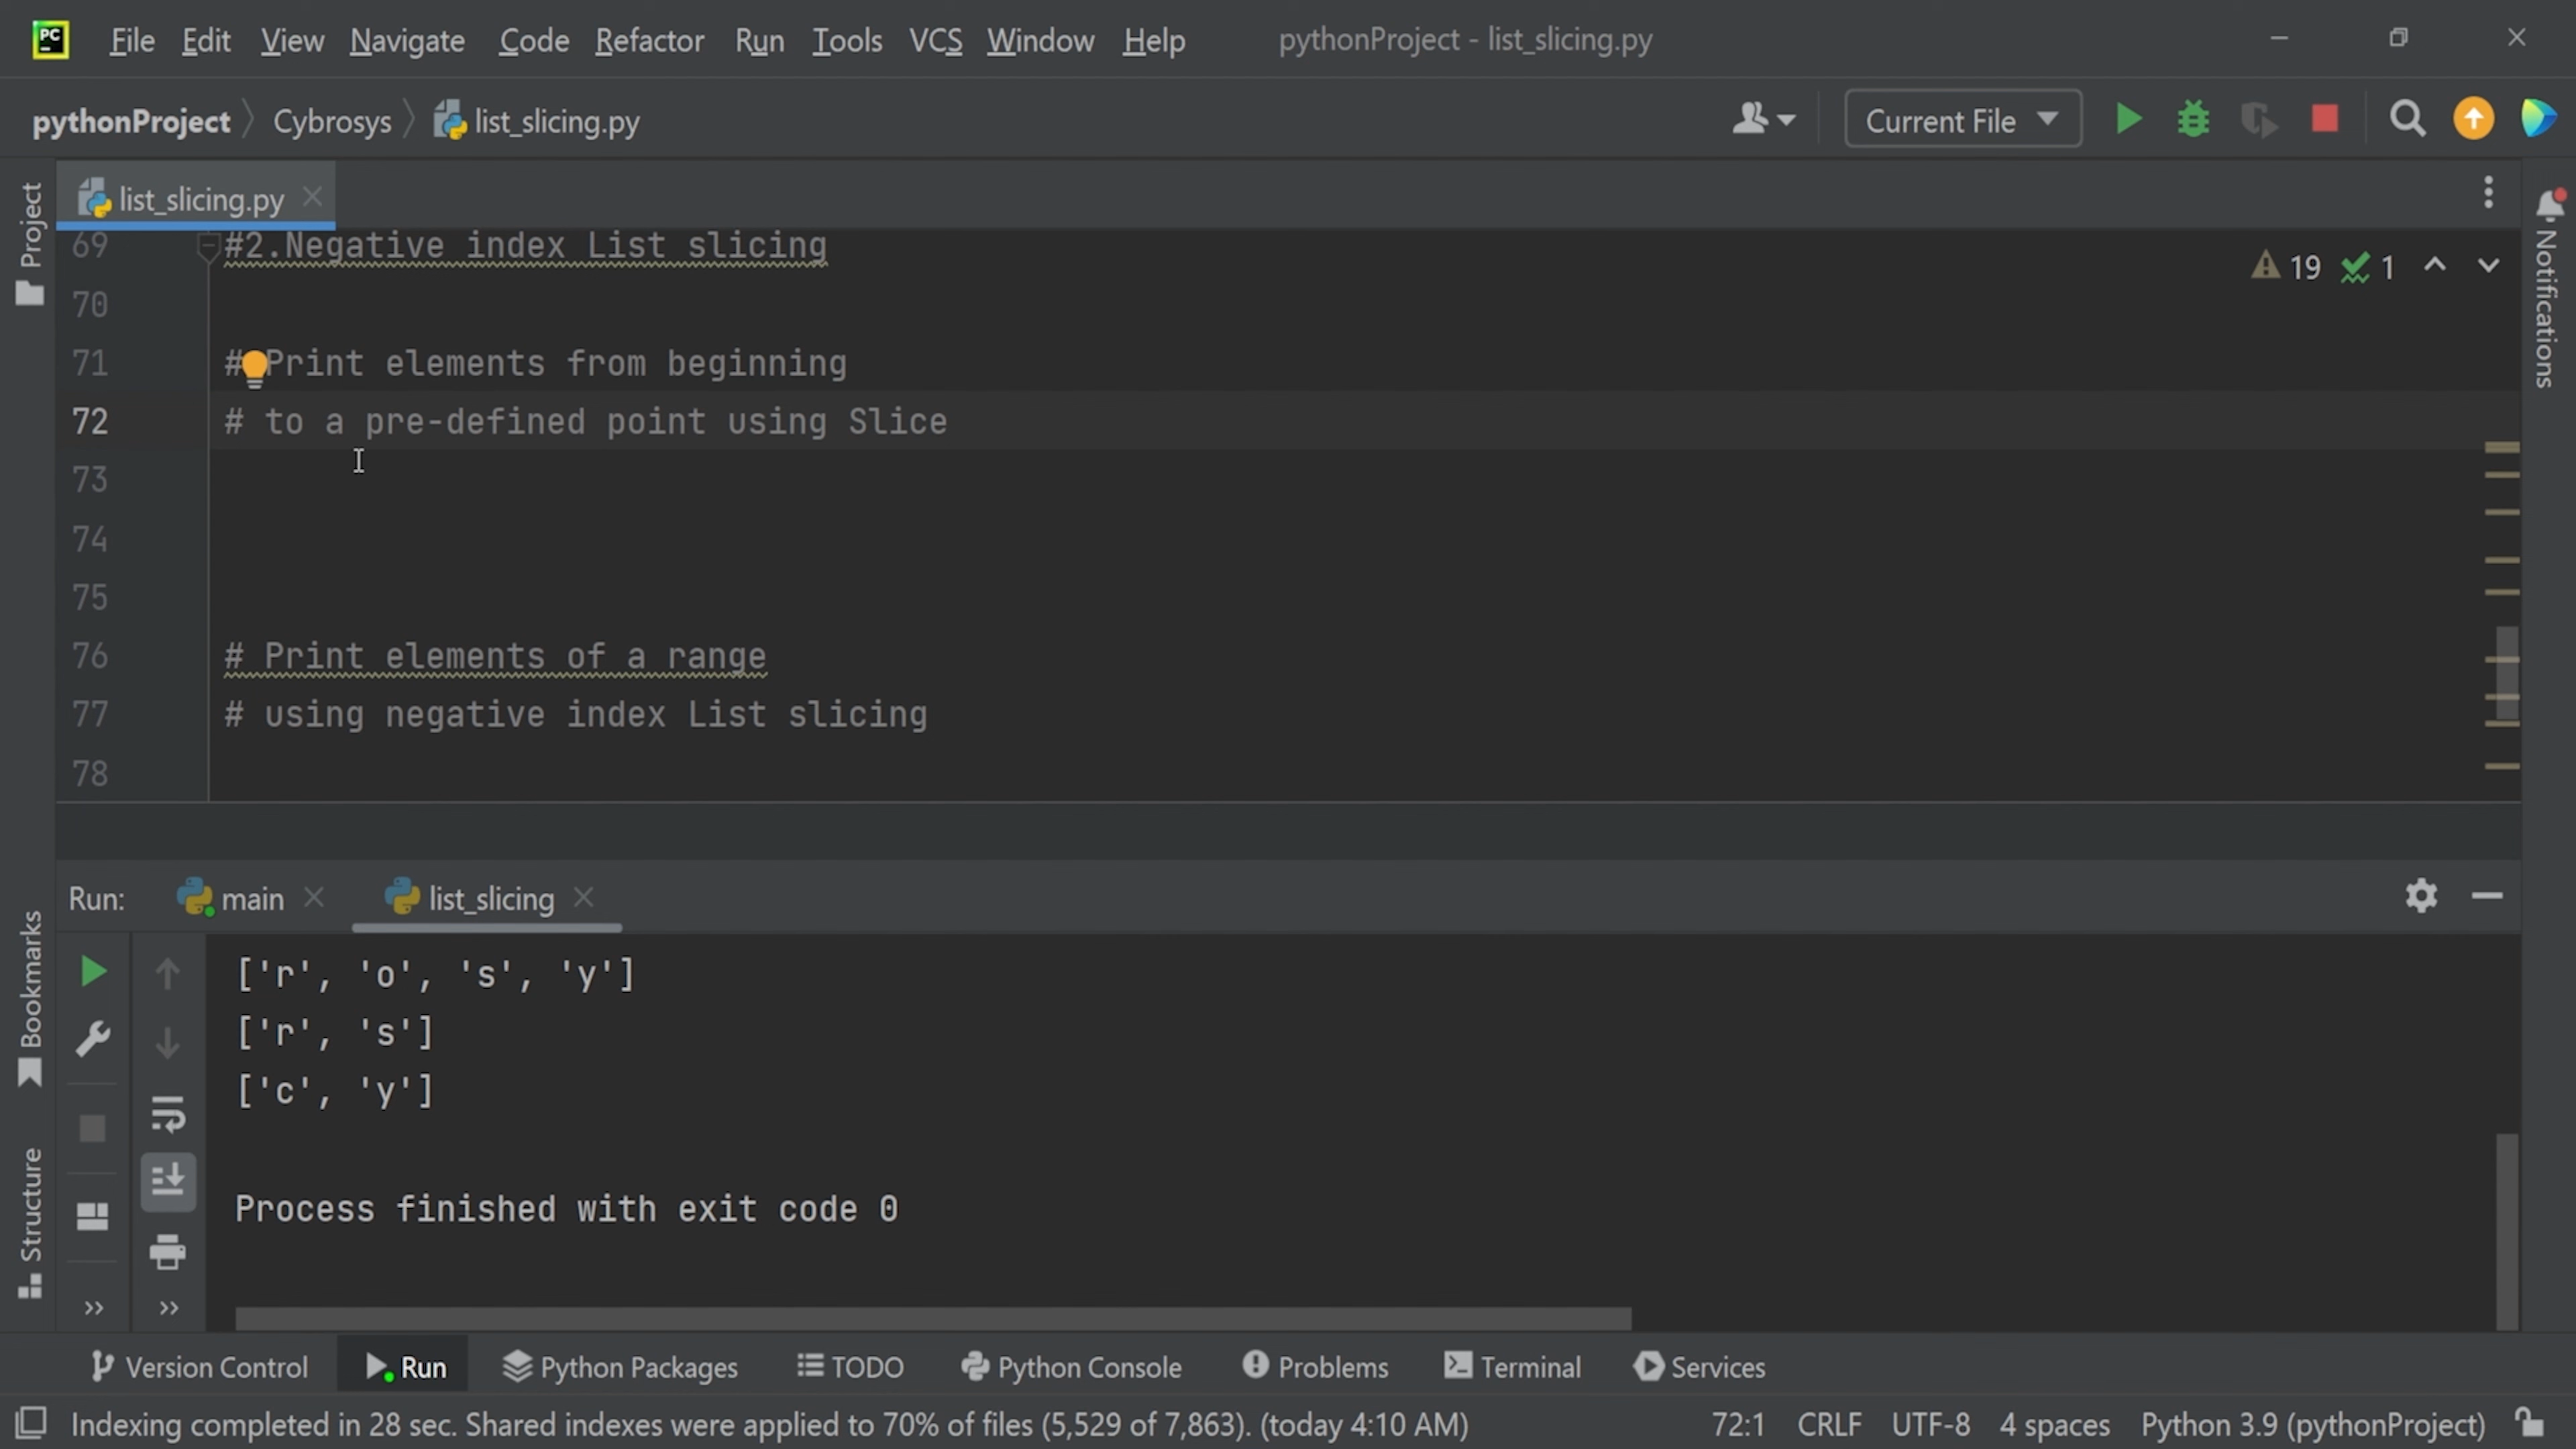 PC File Edit View Navigate Code Refactor Run Tools VCS Window Help pythonProject - list_slicing.py
pythonProject Cybrosys list_slicing.py Current File
list_slicing.py
Project
Notifications
69 #2.Negative index List slicing
19 1
70
71 # Print elements from beginning
72 # to a pre-defined point using Slice
73
74
75
76 # Print elements of a range
77 # using negative index List slicing
78
Run: main list_slicing
Bookmarks
Structure
['r', 'o', 's', 'y']
['r', 's']
['c', 'y']
Process finished with exit code 0
Version Control Run Python Packages TODO Python Console Problems Terminal Services
Indexing completed in 28 sec. Shared indexes were applied to 70% of files (5,529 of 7,863). (today 4:10 AM) 72:1 CRLF UTF-8 4 spaces Python 3.9 (pythonProject)